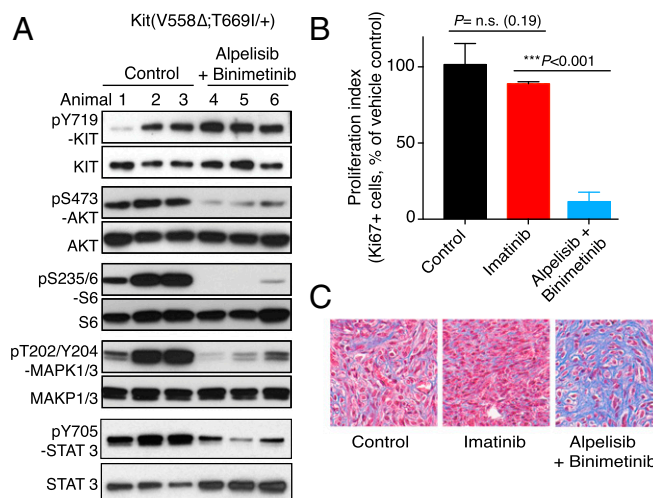 A
Kit(V558Δ;T669I/+)
Control
Alpelisib
+ Binimetinib
Animal
1 2 3 4 5 6
pY719
-KIT
KIT
pS473
-AKT
AKT
pS235/6
-S6
S6
pT202/Y204
-MAPK1/3
MAKP1/3
pY705
-STAT 3
STAT 3
B
P= n.s. (0.19)
***P<0.001
100
50
0
Proliferation index
(Ki67+ cells, % of vehicle control)
Control
Imatinib
Alpelisib +
Binimetinib
C
Control
Imatinib
Alpelisib
+ Binimetinib